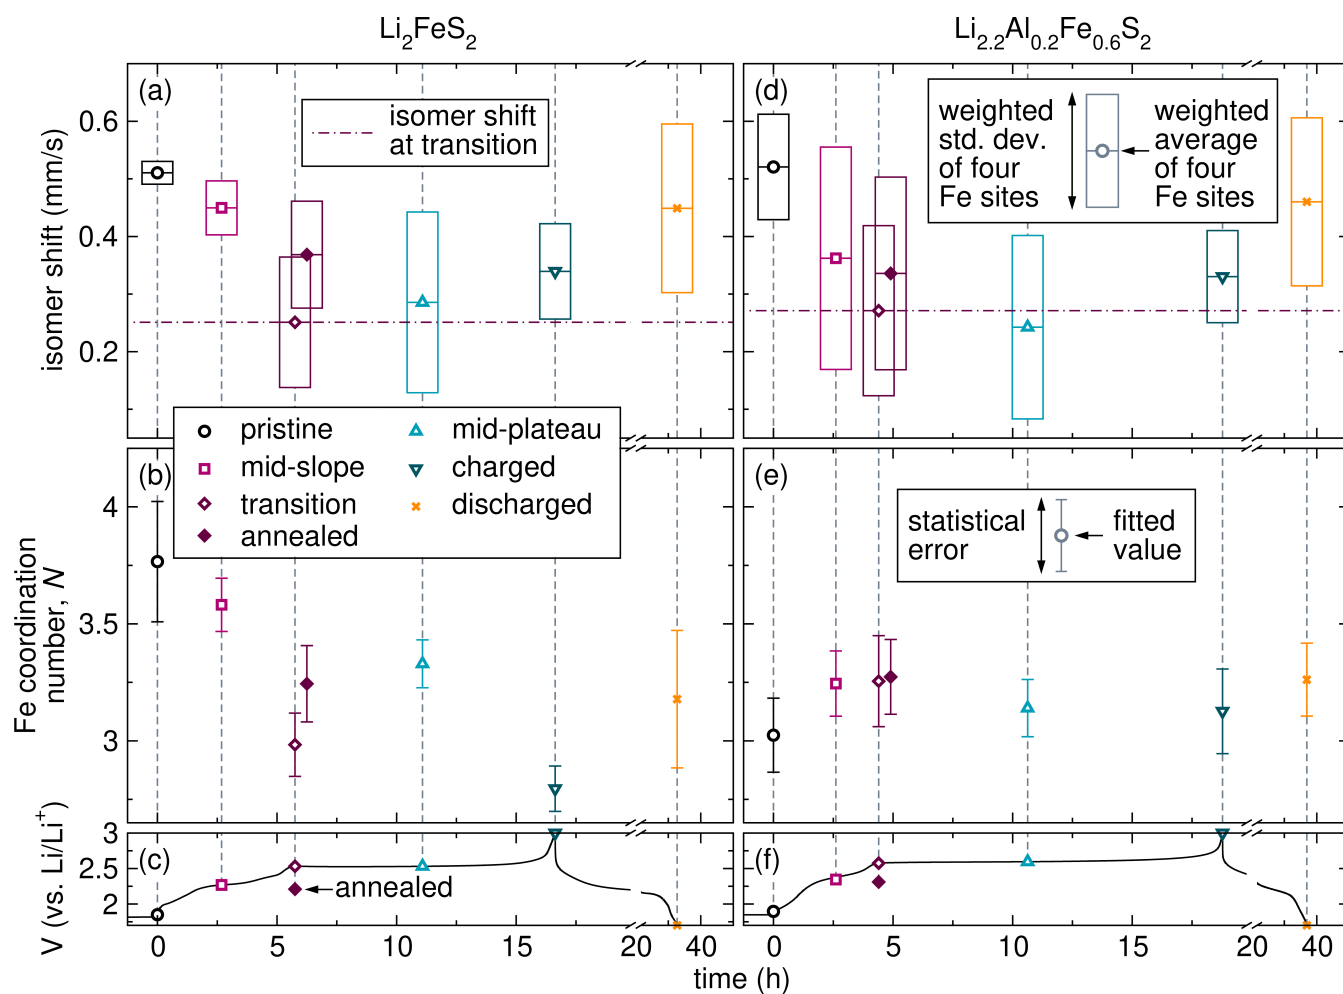 Li2FeS2
Li2.2Al0.2Fe0.6S2
(a)
isomer shift
at transition
0.6
0.4
0.2
isomer shift (mm/s)
(d)
weighted
std. dev.
of four
Fe sites
weighted
average
of four
Fe sites
pristine
mid-slope
transition
annealed
mid-plateau
charged
discharged
(b)
4
3.5
3
Fe coordination
number, N
(e)
statistical
error
fitted
value
(c)
annealed
3
2.5
2
V (vs. Li/Li+)
(f)
0 5 10 15 20 40
0 5 10 15 20 40
time (h)